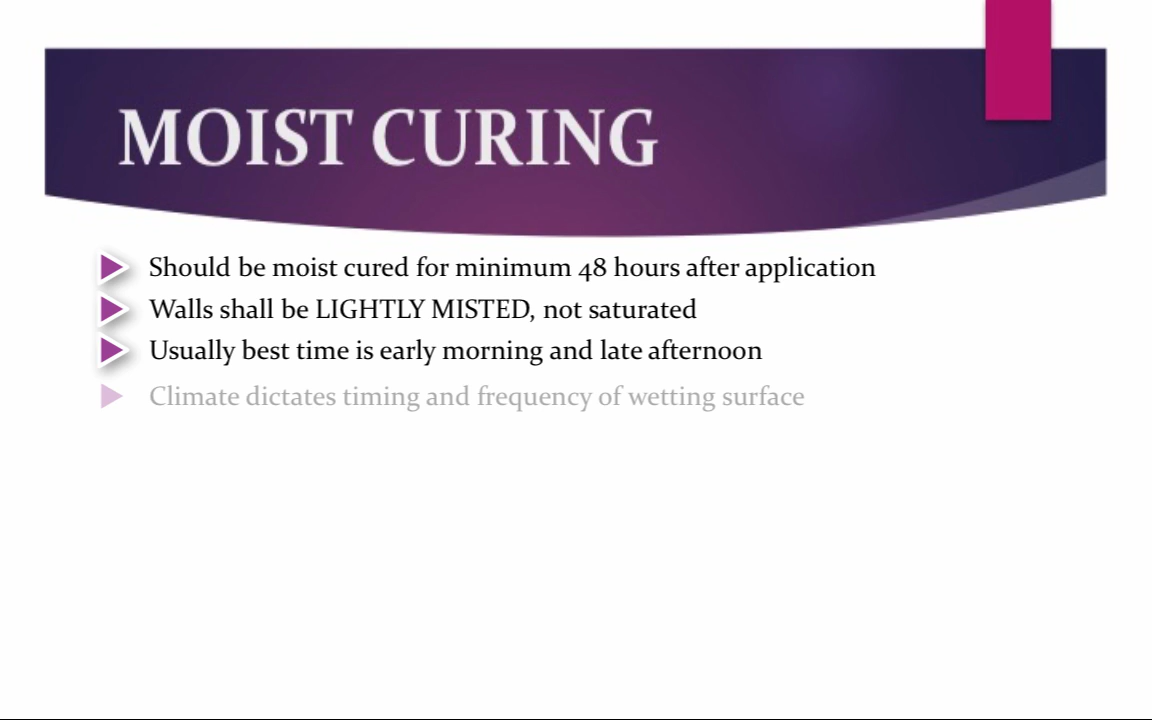 MOIST CURING
Should be moist cured for minimum 48 hours after application
Walls shall be LIGHTLY MISTED, not saturated
Usually best time is early morning and late afternoon
Climate dictates timing and frequency of wetting surface